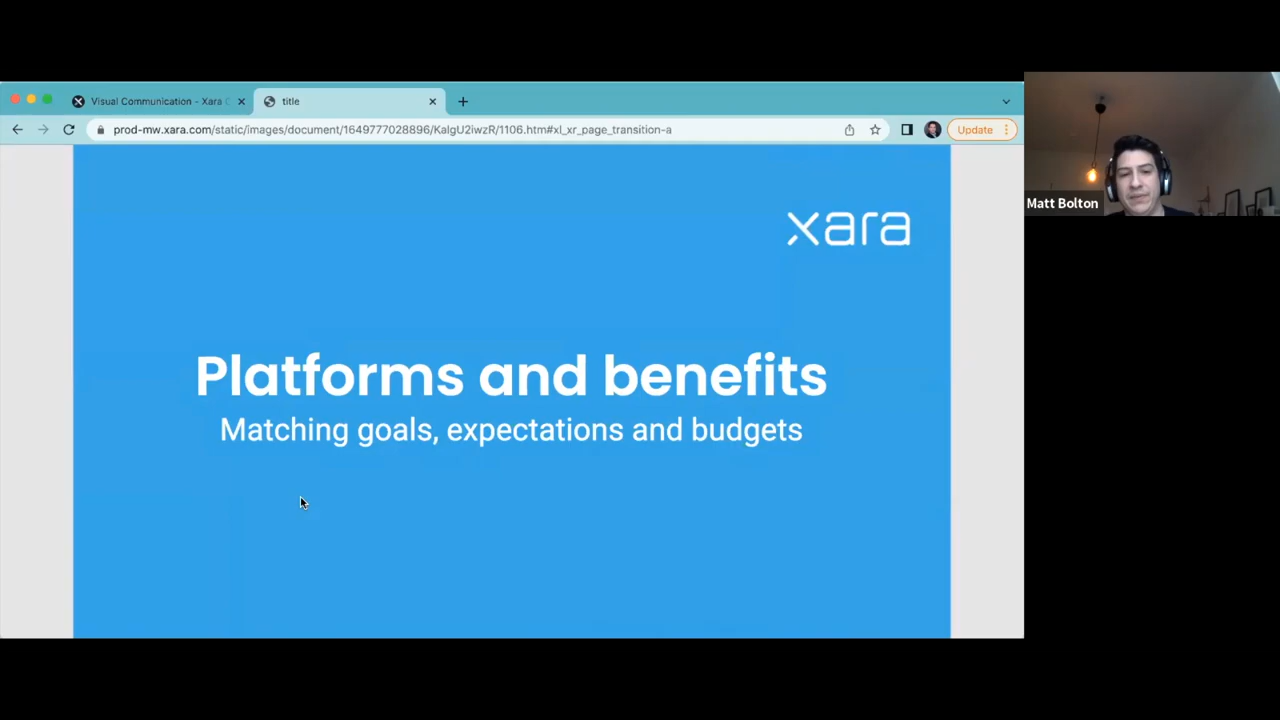 Visual Communication - Xara
title
prod-mw.xara.com/static/images/document/1649777028896/KalgU2iwzR/1106.htm#xl_xr_page_transition-a
Update
Matt Bolton
xara
Platforms and benefits
Matching goals, expectations and budgets